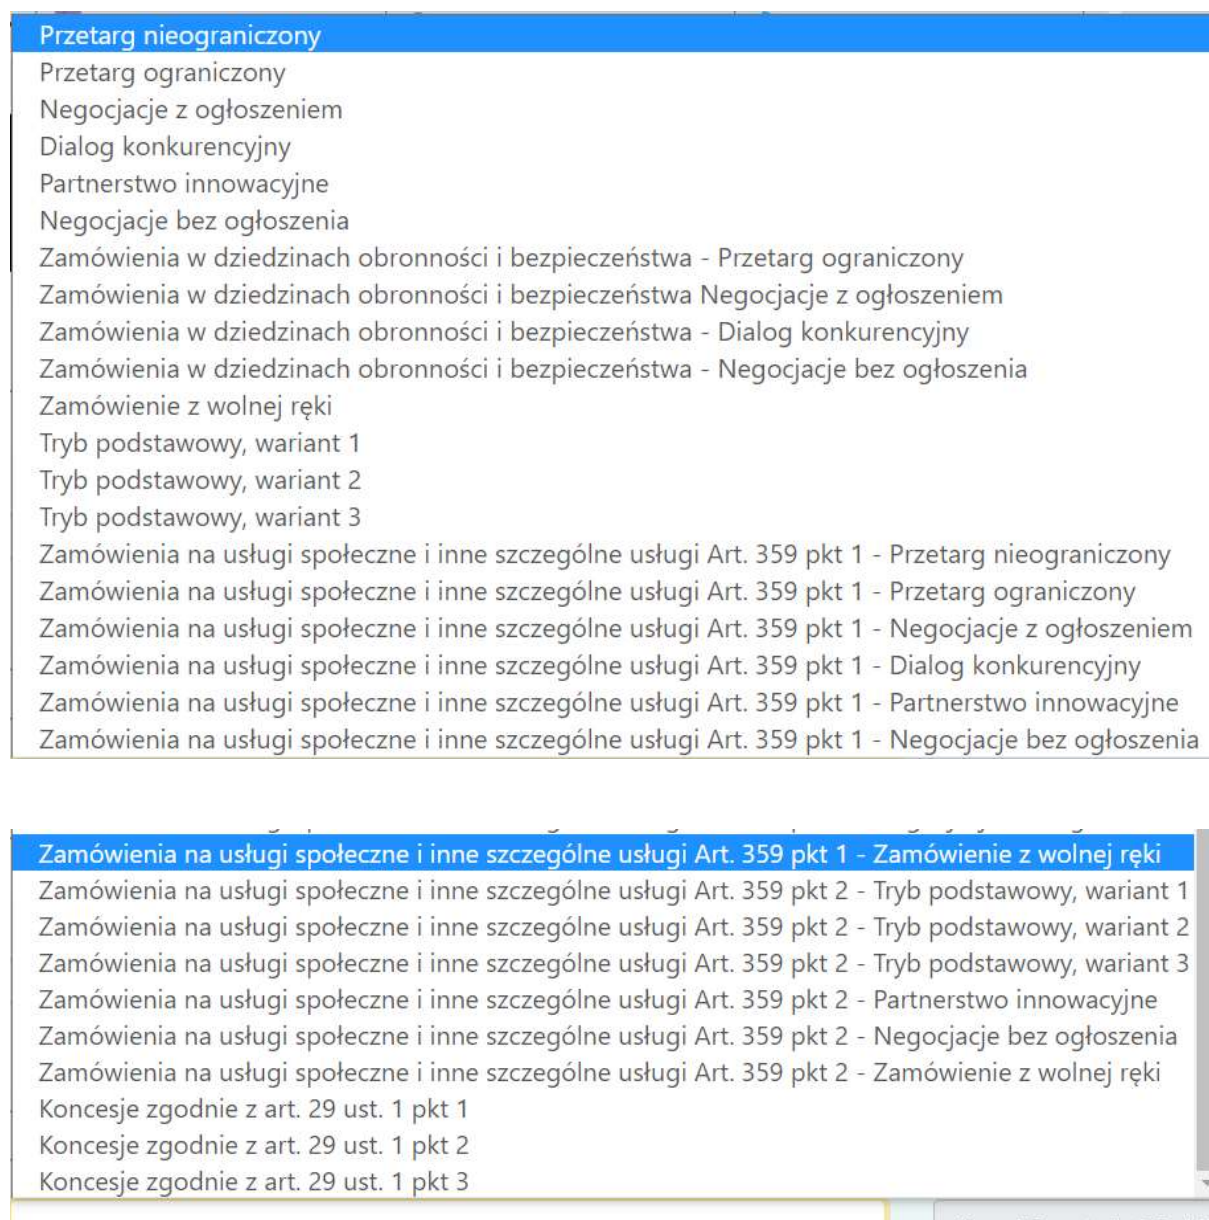 Przetarg nieograniczony
Przetarg ograniczony
Negocjacje z ogłoszeniem
Dialog konkurencyjny
Partnerstwo innowacyjne
Negocjacje bez ogłoszenia
Zamówienia w dziedzinach obronności i bezpieczeństwa - Przetarg ograniczony
Zamówienia w dziedzinach obronności i bezpieczeństwa Negocjacje z ogłoszeniem
Zamówienia w dziedzinach obronności i bezpieczeństwa - Dialog konkurencyjny
Zamówienia w dziedzinach obronności i bezpieczeństwa - Negocjacje bez ogłoszenia
Zamówienie z wolnej ręki
Tryb podstawowy, wariant 1
Tryb podstawowy, wariant 2
Tryb podstawowy, wariant 3
Zamówienia na usługi społeczne i inne szczególne usługi Art. 359 pkt 1 - Przetarg nieograniczony
Zamówienia na usługi społeczne i inne szczególne usługi Art. 359 pkt 1 - Przetarg ograniczony
Zamówienia na usługi społeczne i inne szczególne usługi Art. 359 pkt 1 - Negocjacje z ogłoszeniem
Zamówienia na usługi społeczne i inne szczególne usługi Art. 359 pkt 1 - Dialog konkurencyjny
Zamówienia na usługi społeczne i inne szczególne usługi Art. 359 pkt 1 - Partnerstwo innowacyjne
Zamówienia na usługi społeczne i inne szczególne usługi Art. 359 pkt 1 - Negocjacje bez ogłoszenia
Zamówienia na usługi społeczne i inne szczególne usługi Art. 359 pkt 1 - Zamówienie z wolnej ręki
Zamówienia na usługi społeczne i inne szczególne usługi Art. 359 pkt 2 - Tryb podstawowy, wariant 1
Zamówienia na usługi społeczne i inne szczególne usługi Art. 359 pkt 2 - Tryb podstawowy, wariant 2
Zamówienia na usługi społeczne i inne szczególne usługi Art. 359 pkt 2 - Tryb podstawowy, wariant 3
Zamówienia na usługi społeczne i inne szczególne usługi Art. 359 pkt 2 - Partnerstwo innowacyjne
Zamówienia na usługi społeczne i inne szczególne usługi Art. 359 pkt 2 - Negocjacje bez ogłoszenia
Zamówienia na usługi społeczne i inne szczególne usługi Art. 359 pkt 2 - Zamówienie z wolnej ręki
Koncesje zgodnie z art. 29 ust. 1 pkt 1
Koncesje zgodnie z art. 29 ust. 1 pkt 2
Koncesje zgodnie z art. 29 ust. 1 pkt 3